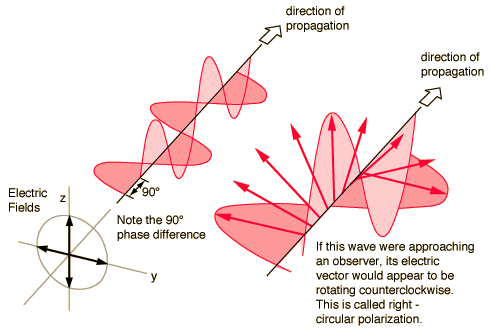 direction of
propagation
direction of
propagation
90°
Electric
Fields
z
Note the 90°
phase difference
y
If this wave were approaching
an observer, its electric
vector would appear to be
rotating counterclockwise.
This is called right -
circular polarization.